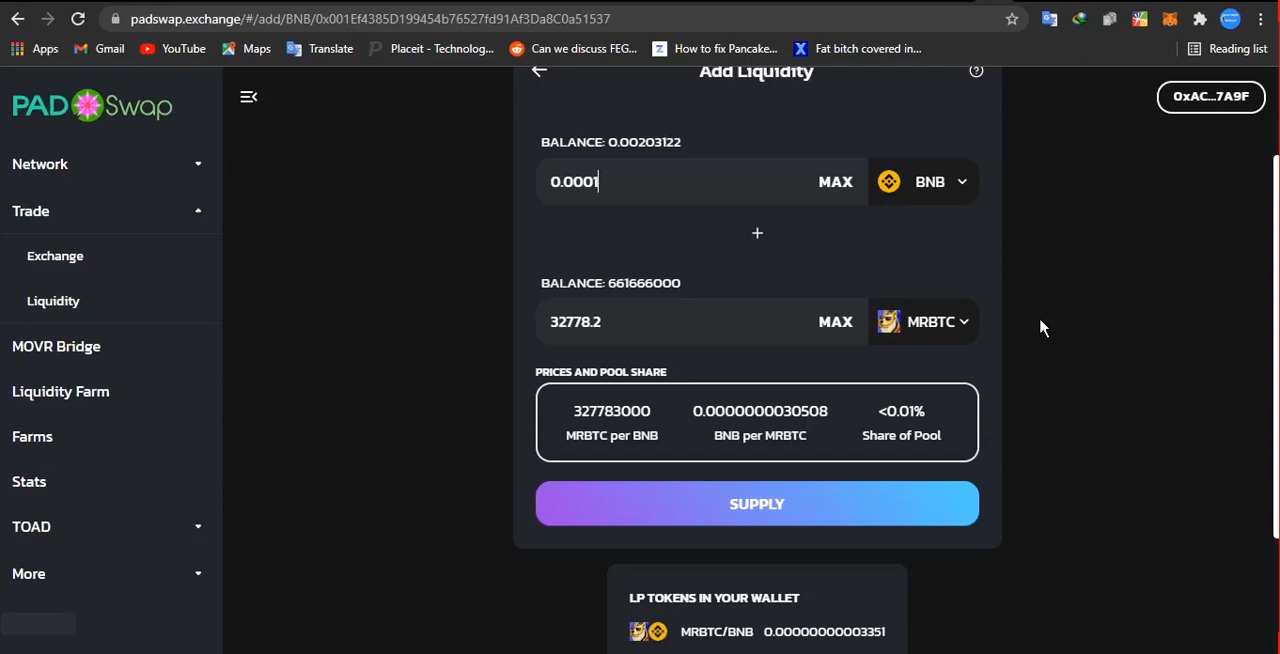 padswap.exchange/#/add/BNB/0x001Ef4385D199454b76527fd91Af3Da8C0a51537
Apps Gmail YouTube Maps Translate Placeit - Technolog... Can we discuss FEG... How to fix Pancake... Fat bitch covered in... Reading list
PAD Swap
0xAC...7A9F
Network
Trade
Exchange
Liquidity
MOVR Bridge
Liquidity Farm
Farms
Stats
TOAD
More
Add Liquidity
BALANCE: 0.00203122
0.0001 MAX BNB
+
BALANCE: 661666000
32778.2 MAX MRBTC
PRICES AND POOL SHARE
327783000 0.0000000030508 <0.01%
MRBTC per BNB BNB per MRBTC Share of Pool
SUPPLY
LP TOKENS IN YOUR WALLET
MRBTC/BNB 0.00000000003351